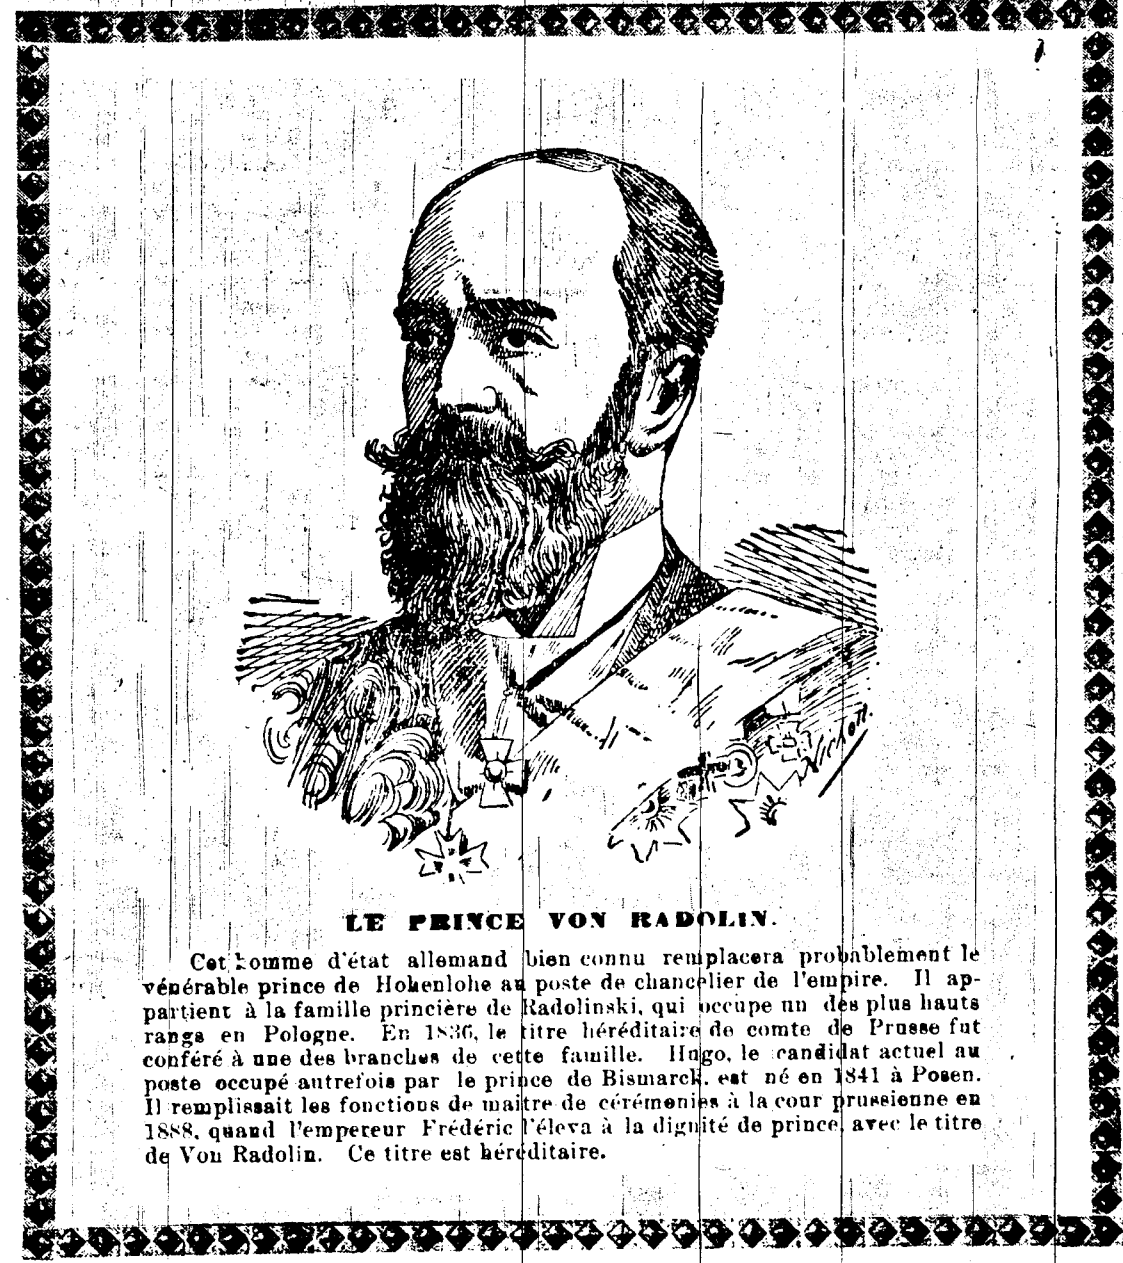 Nicholl.
LE PRINCE VON RADOLIN.
Cet homme d'état allemand bien connu remplacera probablement le
vénérable prince de Hohenlohe au poste de chancelier de l'empire. Il ap-
partient à la famille princière de Radolinski, qui occupe un des plus hauts
rangs en Pologne. En 1836, le titre héréditaire de comte de Prusse fut
conféré à une des branches de cette famille. Hugo, le candidat actuel au
poste occupé autrefois par le prince de Bismarck, est né en 1841 à Posen.
Il remplissait les fonctions de maitre de cérémonies à la cour prussienne en
1888, quand l'empereur Frédéric l'éleva à la dignité de prince, avec le titre
de Von Radolin. Ce titre est héréditaire.